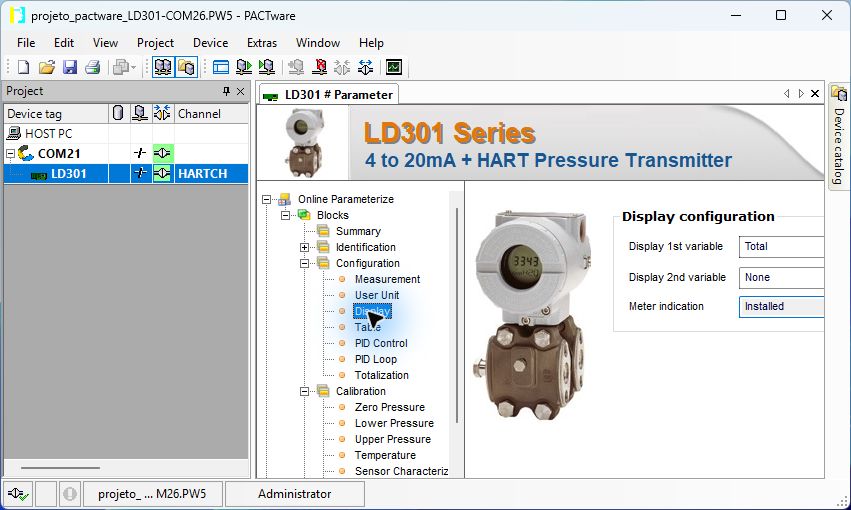 projeto_pactware_LD301-COM26.PW5 - PACTware
File Edit View Project Device Extras Window Help
Project
Device tag Channel
HOST PC
COM21
LD301 HARTCH
LD301 # Parameter
LD301 Series
4 to 20mA + HART Pressure Transmitter
Online Parameterize
Blocks
Summary
Identification
Configuration
Measurement
User Unit
Display
Table
PID Control
PID Loop
Totalization
Calibration
Zero Pressure
Lower Pressure
Upper Pressure
Temperature
Sensor Characteriz
3343
Display configuration
Display 1st variable Total
Display 2nd variable None
Meter indication Installed
Device catalog
projeto_ ... M26.PW5 Administrator